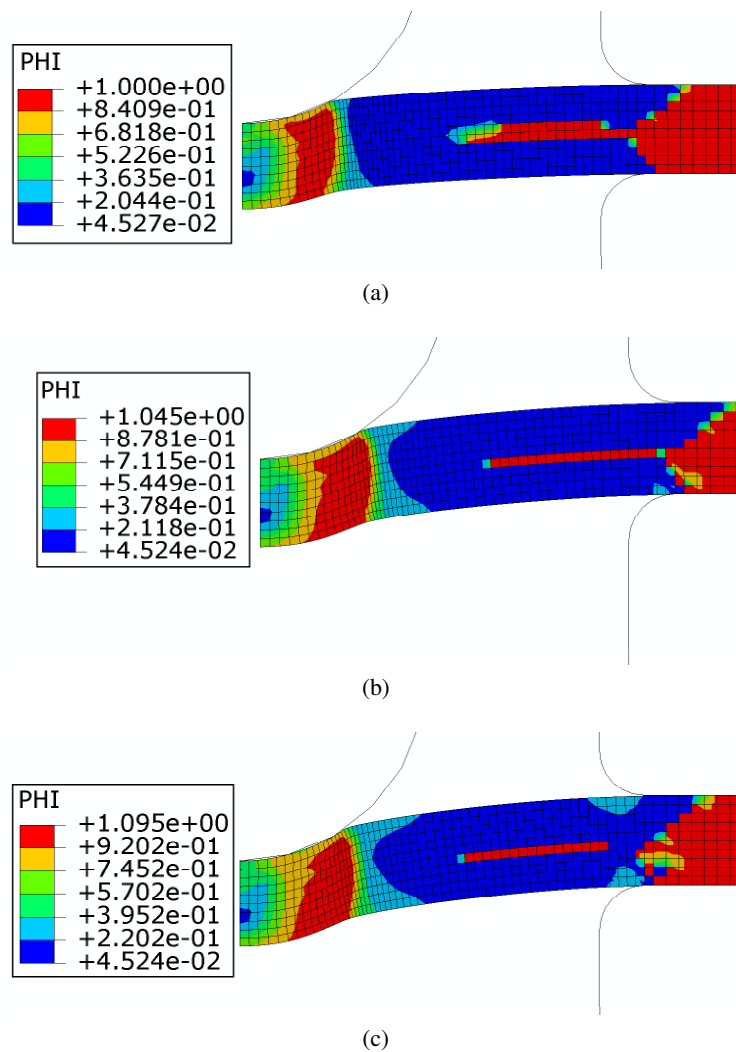 PHI
+1.000e+00
+8.409e-01
+6.818e-01
+5.226e-01
+3.635e-01
+2.044e-01
+4.527e-02
(a)
PHI
+1.045e+00
+8.781e-01
+7.115e-01
+5.449e-01
+3.784e-01
+2.118e-01
+4.524e-02
(b)
PHI
+1.095e+00
+9.202e-01
+7.452e-01
+5.702e-01
+3.952e-01
+2.202e-01
+4.524e-02
(c)